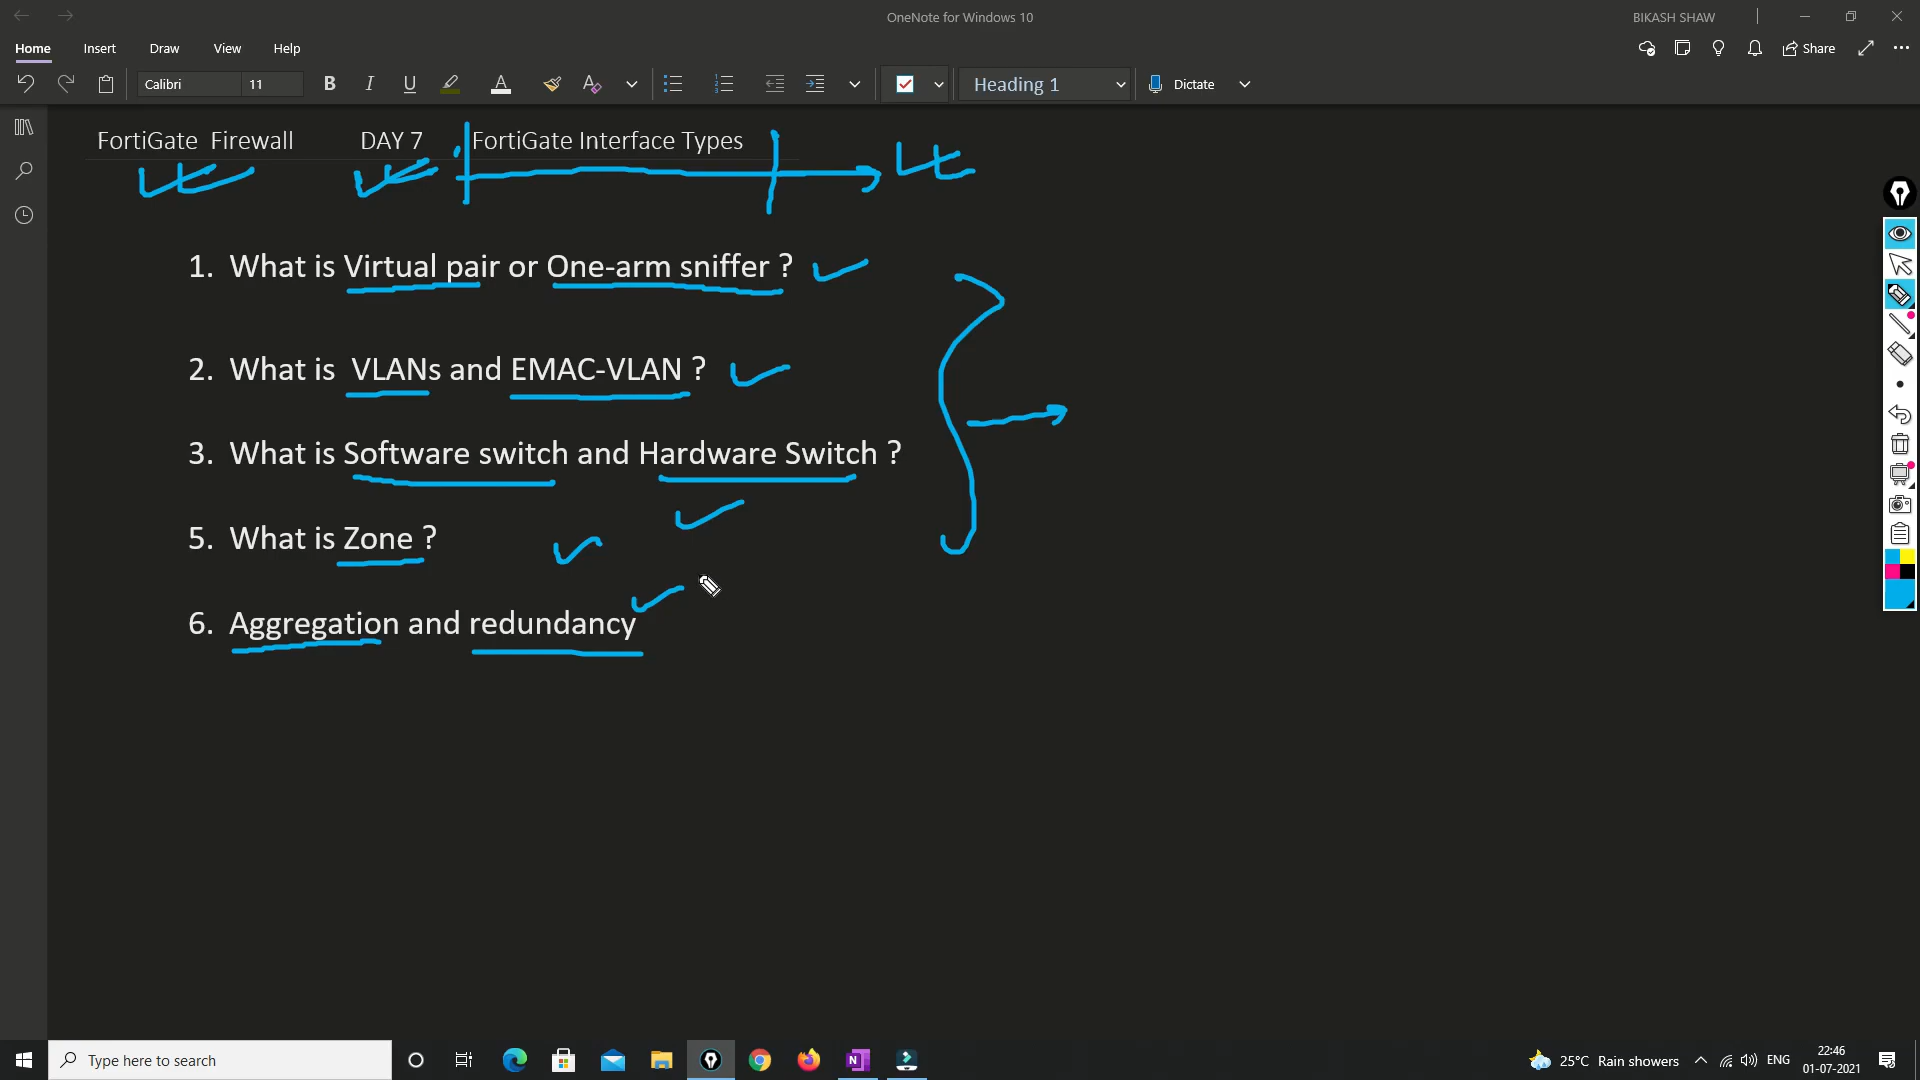 OneNote for Windows 10
BIKASH SHAW
Home Insert Draw View Help
Share
Calibri 11 B I U A A Heading 1 Dictate
FortiGate Firewall DAY 7 FortiGate Interface Types
1. What is Virtual pair or One-arm sniffer ?
2. What is VLANs and EMAC-VLAN ?
3. What is Software switch and Hardware Switch ?
5. What is Zone ?
6. Aggregation and redundancy
Type here to search
25°C Rain showers
ENG
22:46
01-07-2021